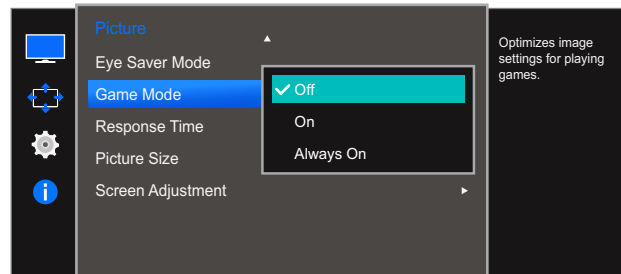 Picture
Eye Saver Mode
Game Mode
Response Time
Picture Size
Screen Adjustment
Off
On
Always On
Optimizes image
settings for playing
games.